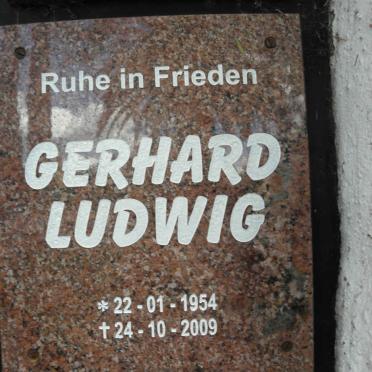 Ruhe in Frieden
GERHARD
LUDWIG
* 22 - 01 - 1954
† 24 - 10 - 2009